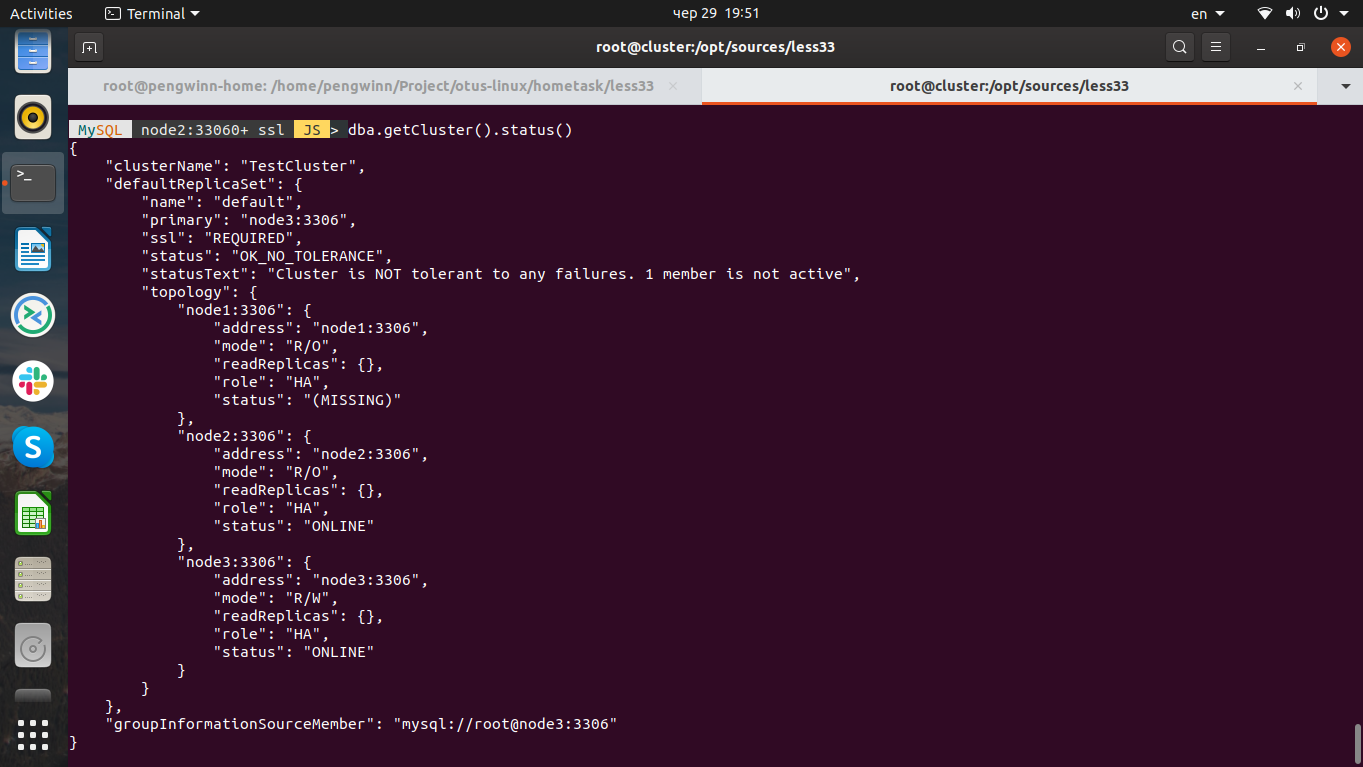 Activities
Terminal
чер 29 19:51
en
root@cluster:/opt/sources/less33
root@pengwinn-home: /home/pengwinn/Project/otus-linux/hometask/less33
root@cluster:/opt/sources/less33
MySQL node2:33060+ ssl JS > dba.getCluster().status()
{
    "clusterName": "TestCluster",
    "defaultReplicaSet": {
        "name": "default",
        "primary": "node3:3306",
        "ssl": "REQUIRED",
        "status": "OK_NO_TOLERANCE",
        "statusText": "Cluster is NOT tolerant to any failures. 1 member is not active",
        "topology": {
            "node1:3306": {
                "address": "node1:3306",
                "mode": "R/O",
                "readReplicas": {},
                "role": "HA",
                "status": "(MISSING)"
            },
            "node2:3306": {
                "address": "node2:3306",
                "mode": "R/O",
                "readReplicas": {},
                "role": "HA",
                "status": "ONLINE"
            },
            "node3:3306": {
                "address": "node3:3306",
                "mode": "R/W",
                "readReplicas": {},
                "role": "HA",
                "status": "ONLINE"
            }
        }
    },
    "groupInformationSourceMember": "mysql://root@node3:3306"
}